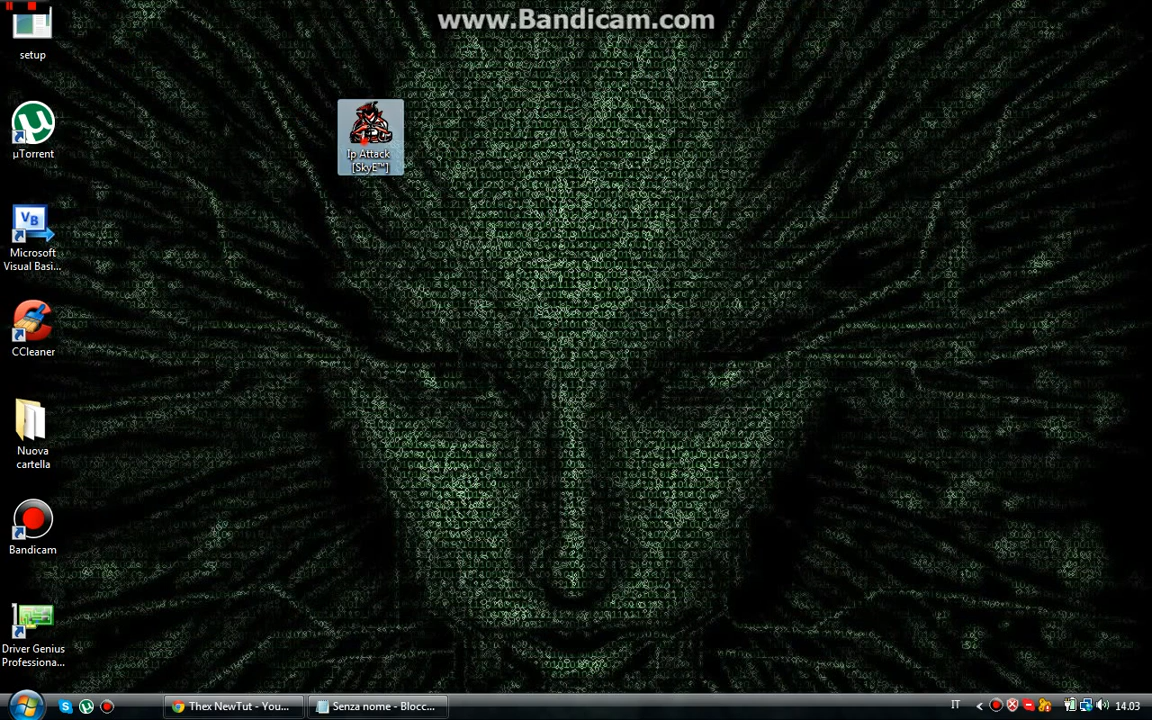 www.Bandicam.com
setup
µTorrent
Ip Attack
[SkyE™]
VB
Microsoft
Visual Basi...
CCleaner
Nuova
cartella
Bandicam
Driver Genius
Professiona...
Thex NewTut - You...
Senza nome - Blocc...
IT
14.03